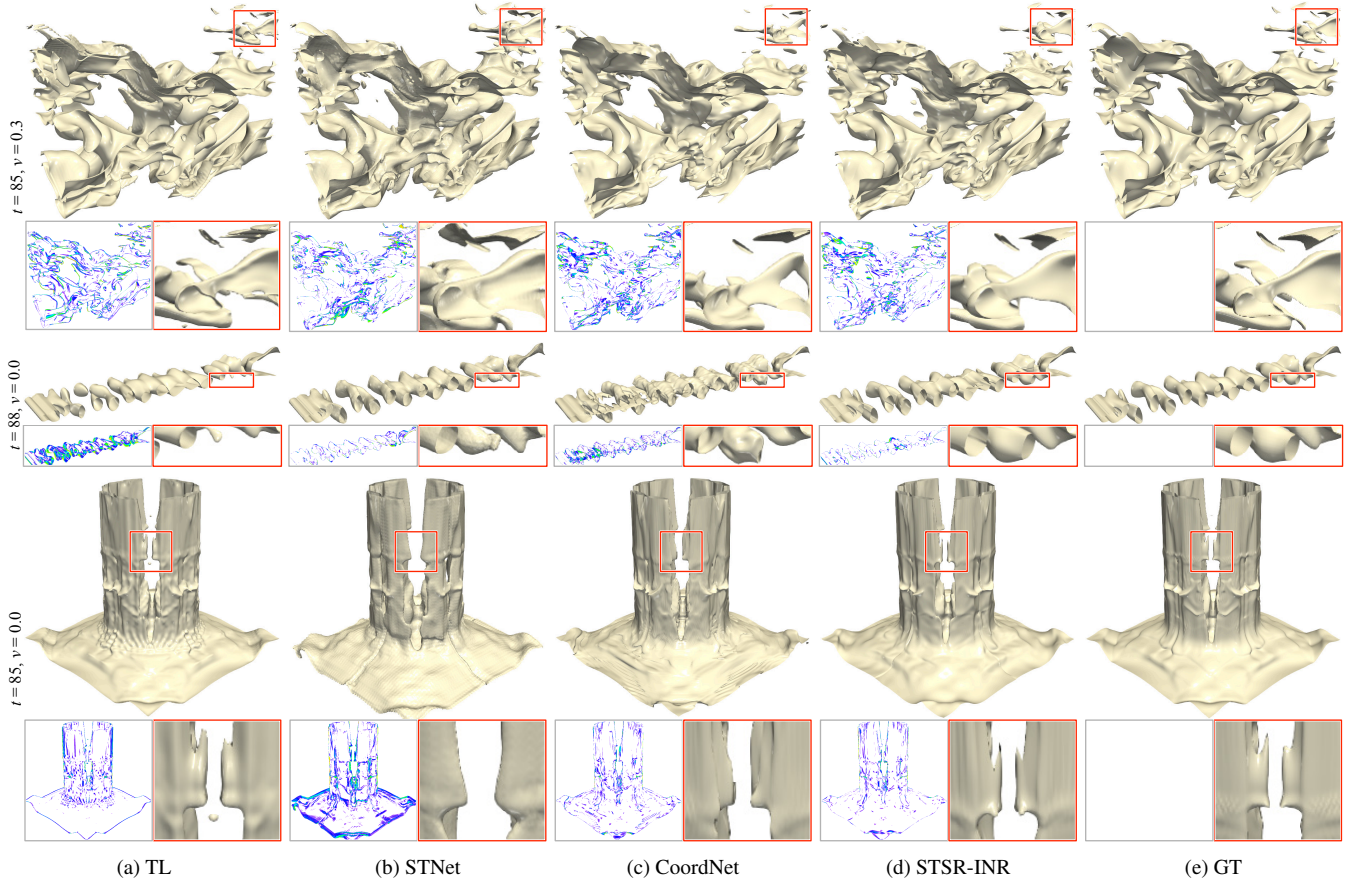 t = 85, v = 0.3
t = 88, v = 0.0
t = 85, v = 0.0
(a) TL
(b) STNet
(c) CoordNet
(d) STSR-INR
(e) GT